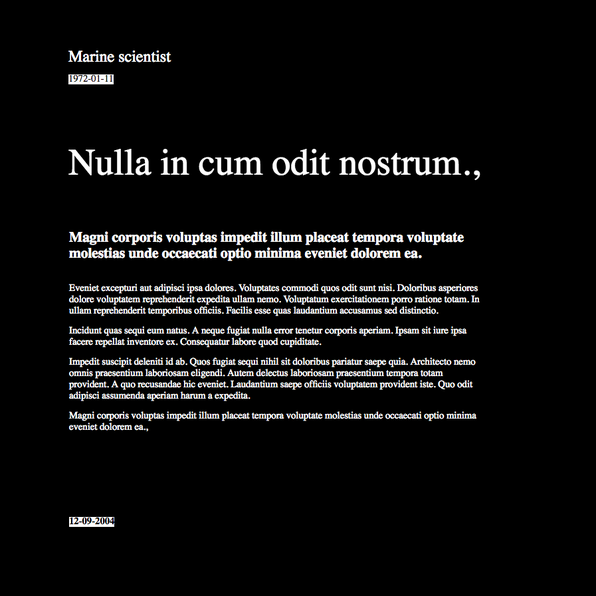 Marine scientist
1972-01-11
Nulla in cum odit nostrum.,
Magni corporis voluptas impedit illum placeat tempora voluptate
molestias unde occaecati optio minima eveniet dolorem ea.
Eveniet excepturi aut adipisci ipsa dolores. Voluptates commodi quos odit sunt nisi. Doloribus asperiores
dolore voluptatem reprehenderit expedita ullam nemo. Voluptatum exercitationem porro ratione totam. In
ullam reprehenderit temporibus officiis. Facilis esse quas laudantium accusamus sed distinctio.
Incidunt quas sequi eum natus. A neque fugiat nulla error tenetur corporis aperiam. Ipsam sit iure ipsa
facere repellat inventore ex. Consequatur labore quod cupiditate.
Impedit suscipit deleniti id ab. Quos fugiat sequi nihil sit doloribus pariatur saepe quia. Architecto nemo
omnis praesentium laboriosam eligendi. Autem delectus laboriosam praesentium tempora totam
provident. A quo recusandae hic eveniet. Laudantium saepe officiis voluptatem provident iste. Quo odit
adipisci assumenda aperiam harum a expedita.
Magni corporis voluptas impedit illum placeat tempora voluptate molestias unde occaecati optio minima
eveniet dolorem ea.,
12-09-2004